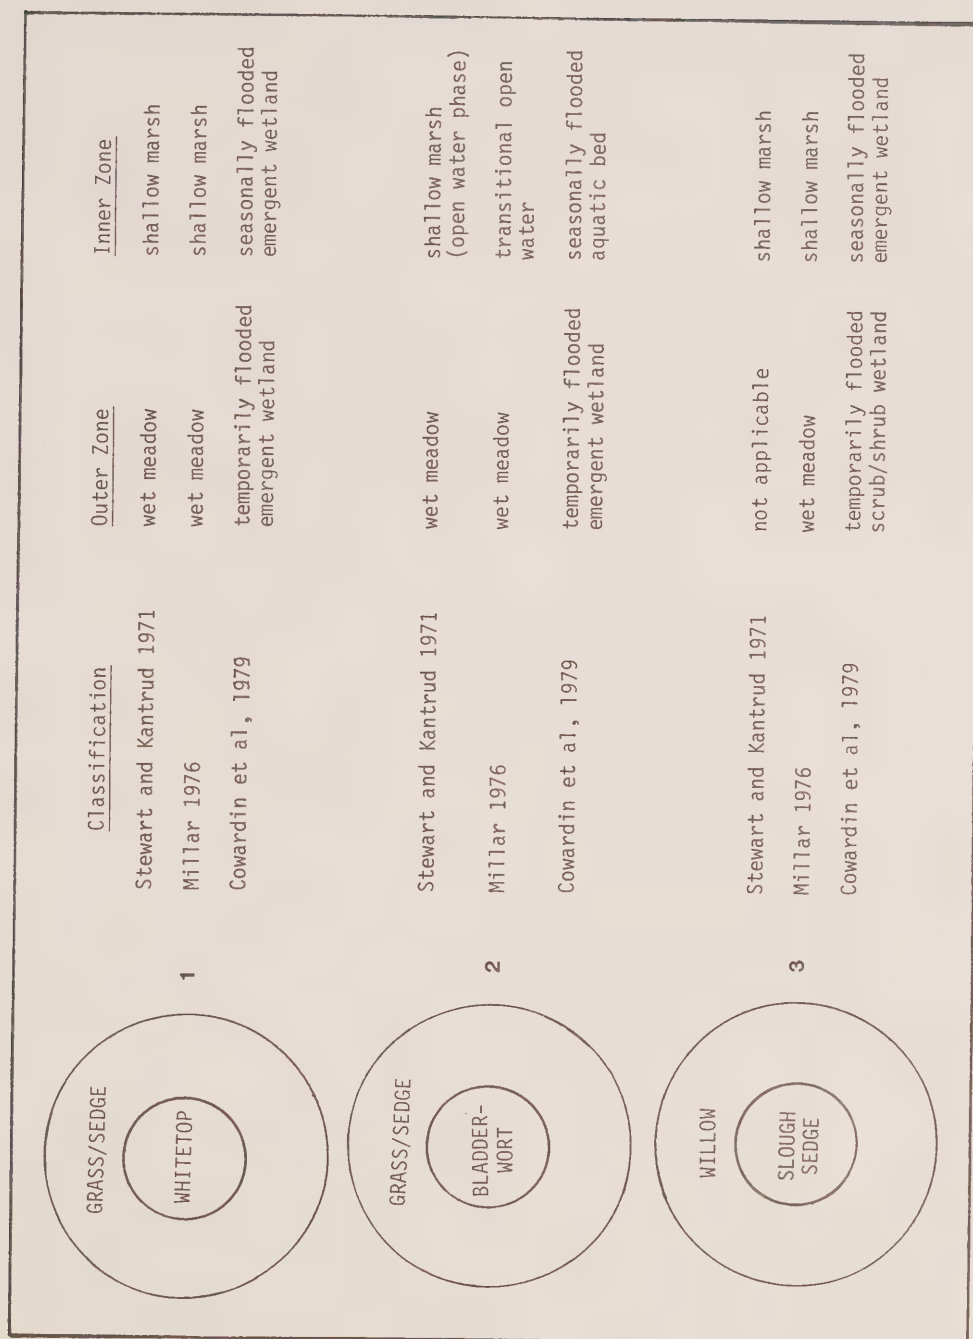 Classification Outer Zone Inner Zone
GRASS/SEDGE
WHITETOP
1
Stewart and Kantrud 1971 wet meadow shallow marsh
Millar 1976 wet meadow shallow marsh
Cowardin et al, 1979 temporarily flooded seasonally flooded
emergent wetland emergent wetland
GRASS/SEDGE
BLADDER-
WORT
2
Stewart and Kantrud 1971 wet meadow shallow marsh
(open water phase)
Millar 1976 wet meadow transitional open
water
Cowardin et al, 1979 temporarily flooded seasonally flooded
emergent wetland aquatic bed
WILLOW
SLOUGH
SEDGE
3
Stewart and Kantrud 1971 not applicable shallow marsh
Millar 1976 wet meadow shallow marsh
Cowardin et al, 1979 temporarily flooded seasonally flooded
scrub/shrub wetland emergent wetland